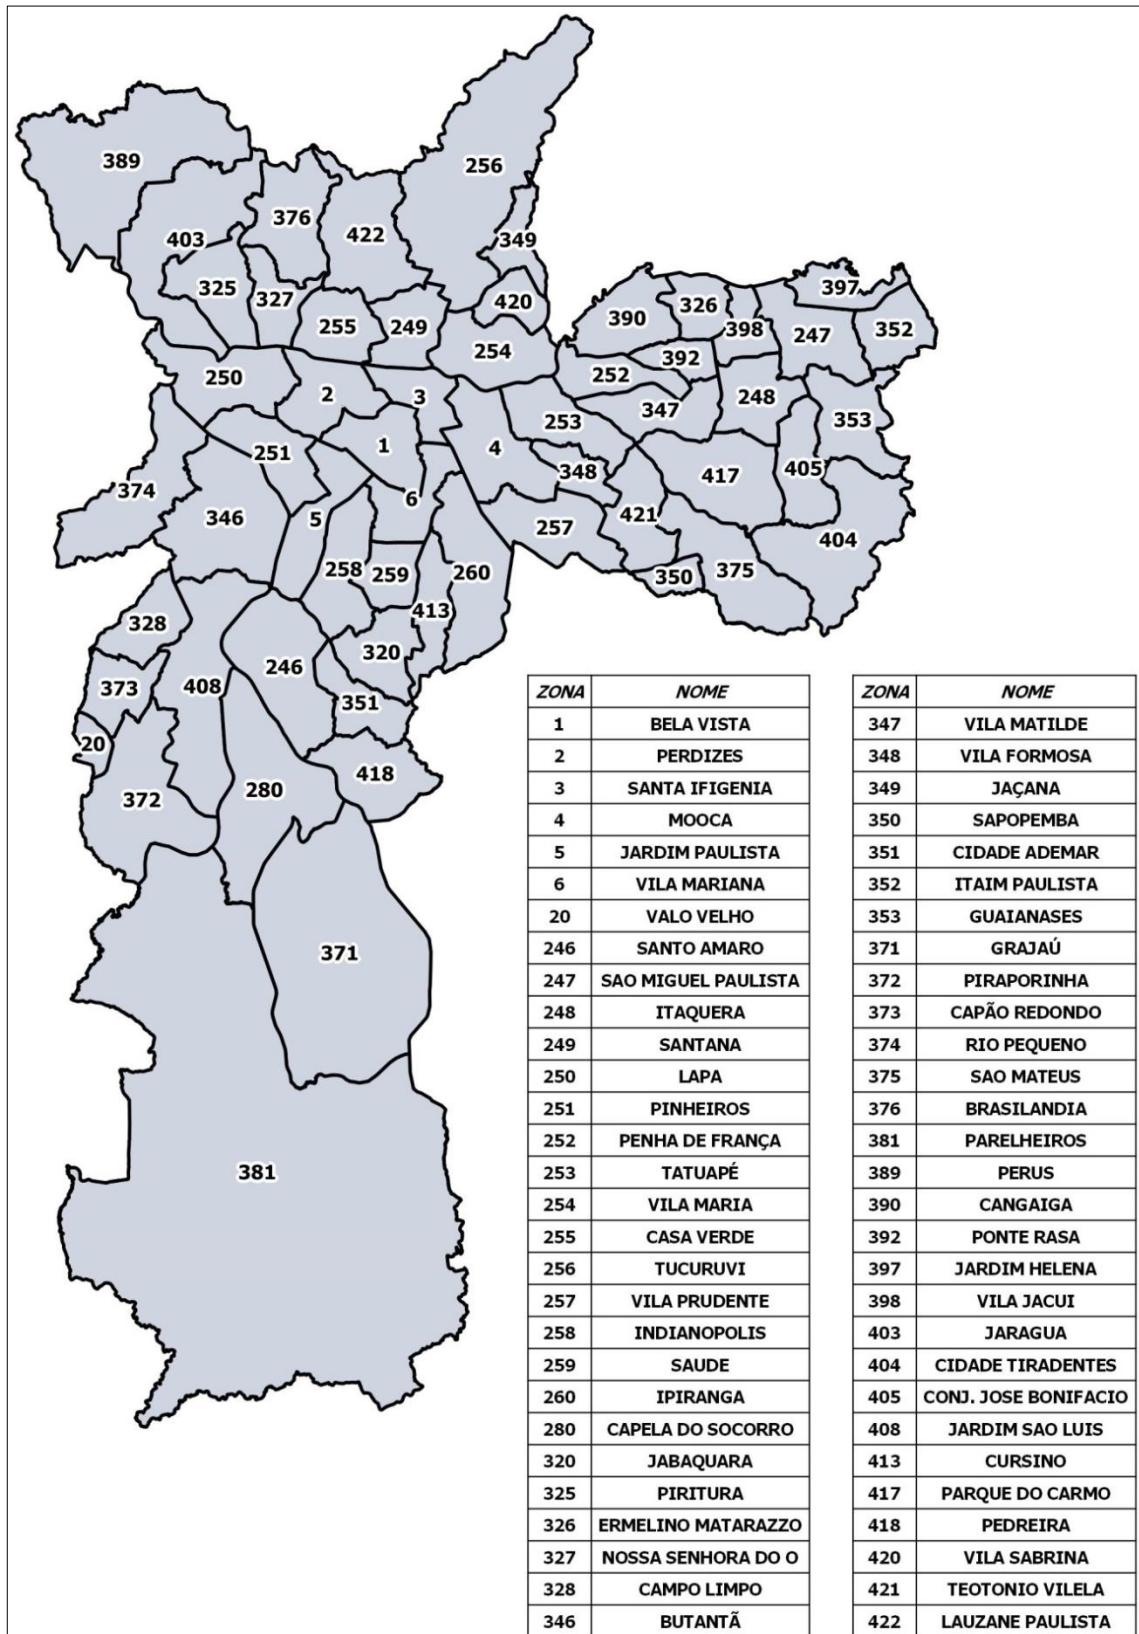 256
389
376
422
403
349
397
325
327
420
390
326
398
247
352
255
249
254
392
250
2
3
252
248
347
353
253
251
1
4
348
417
405
374
6
346
5
421
257
404
258
259
260
350
375
328
413
320
246
373
408
351
20
372
280
418
371
381
ZONA NOME
1 BELA VISTA
2 PERDIZES
3 SANTA IFIGENIA
4 MOOCA
5 JARDIM PAULISTA
6 VILA MARIANA
20 VALO VELHO
246 SANTO AMARO
247 SAO MIGUEL PAULISTA
248 ITAQUERA
249 SANTANA
250 LAPA
251 PINHEIROS
252 PENHA DE FRANÇA
253 TATUAPÉ
254 VILA MARIA
255 CASA VERDE
256 TUCURUVI
257 VILA PRUDENTE
258 INDIANOPOLIS
259 SAUDE
260 IPIRANGA
280 CAPELA DO SOCORRO
320 JABAQUARA
325 PIRITURA
326 ERMELINO MATARAZZO
327 NOSSA SENHORA DO O
328 CAMPO LIMPO
346 BUTANTÃ
ZONA NOME
347 VILA MATILDE
348 VILA FORMOSA
349 JAÇANA
350 SAPOPEMBA
351 CIDADE ADEMAR
352 ITAIM PAULISTA
353 GUAIANASES
371 GRAJAÚ
372 PIRAPORINHA
373 CAPÃO REDONDO
374 RIO PEQUENO
375 SAO MATEUS
376 BRASILANDIA
381 PARELHEIROS
389 PERUS
390 CANGAIGA
392 PONTE RASA
397 JARDIM HELENA
398 VILA JACUI
403 JARAGUA
404 CIDADE TIRADENTES
405 CONJ. JOSE BONIFACIO
408 JARDIM SAO LUIS
413 CURSINO
417 PARQUE DO CARMO
418 PEDREIRA
420 VILA SABRINA
421 TEOTONIO VILELA
422 LAUZANE PAULISTA